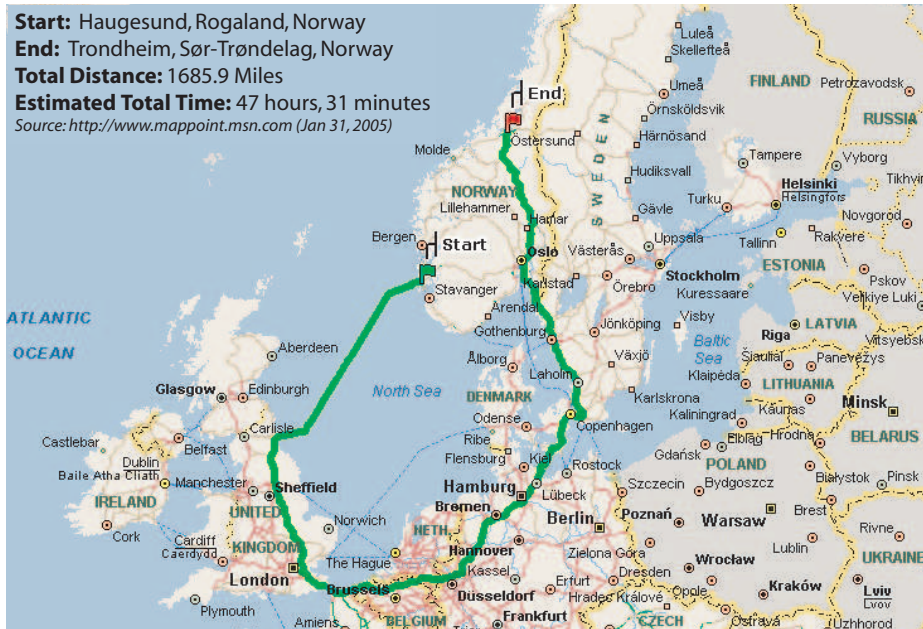 Start: Haugesund, Rogaland, Norway
End: Trondheim, Sør-Trøndelag, Norway
Total Distance: 1685.9 Miles
Estimated Total Time: 47 hours, 31 minutes
Source: http://www.mappoint.msn.com (Jan 31, 2005)
Luleå
Skellefteå
FINLAND
Petrozavodsk
End
Umeå
Örnsköldsvik
RUSSIA
Östersund
Härnösand
Molde
SWEDEN
Tampere
Vyborg
Hudiksvall
Tikhvin
NORWAY
Helsinki
Helsingfors
Lillehammer
Turku
Gävle
Hamar
Novgorod
Bergen
Start
Uppsala
Tallinn
Rakvere
Oslo
Västerås
Stockholm
ESTONIA
Karlstad
Örebro
Pskov
Stavanger
Kuressaare
Velikiye Luki
Arendal
ATLANTIC
OCEAN
Gothenburg
Jönköping
Visby
LATVIA
Riga
Baltic
Sea
Vitsyebsk
Aberdeen
Ålborg
Växjö
Šiauliai
Panevėžys
Laholm
Klaipėda
LITHUANIA
Glasgow
Edinburgh
North Sea
DENMARK
Karlskrona
Kaliningrad
Kaunas
Minsk
Odense
Copenhagen
BELARUS
Carlisle
Ribe
Elbląg
Hrodna
Castlebar
Belfast
Flensburg
Kiel
Gdańsk
Dublin
Baile Atha Cliath
Rostock
POLAND
Manchester
Sheffield
Hamburg
Lübeck
Szczecin
Bydgoszcz
Białystok
Pinsk
IRELAND
UNITED
KINGDOM
Bremen
Brest
Norwich
NETH
Berlin
Poznań
Warsaw
Cork
Cardiff
Caerdydd
Hannover
Rivne
The Hague
Zielona Góra
Lublin
London
Kassel
Wrocław
UKRAINE
Brussels
Düsseldorf
Erfurt
Dresden
Plymouth
Hradec Králové
Opole
Kraków
Lviv
Lvov
Amiens
BELGIUM
Frankfurt
CZECH
Ostrava
Uzhhorod